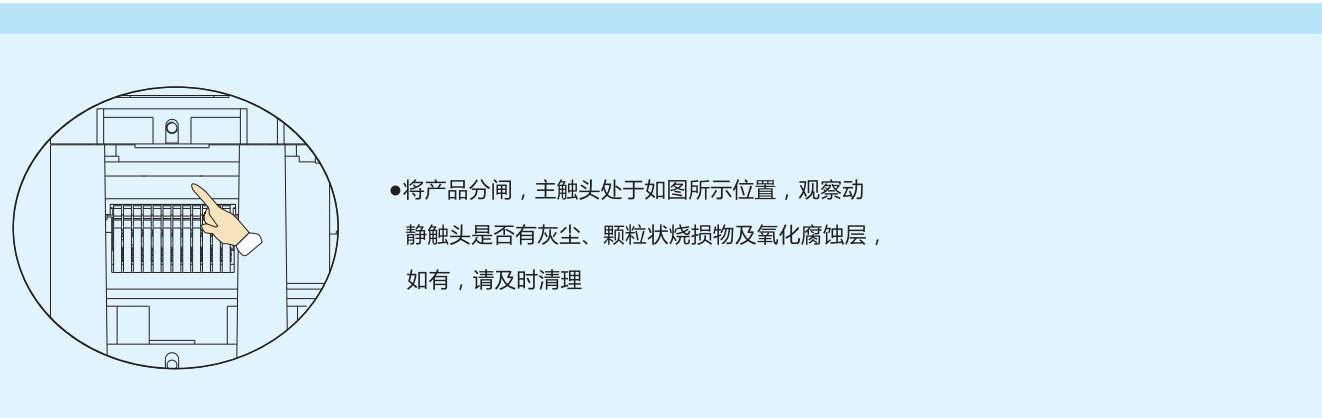 ●将产品分闸，主触头处于如图所示位置，观察动
静触头是否有灰尘、颗粒状烧损物及氧化腐蚀层，
如有，请及时清理